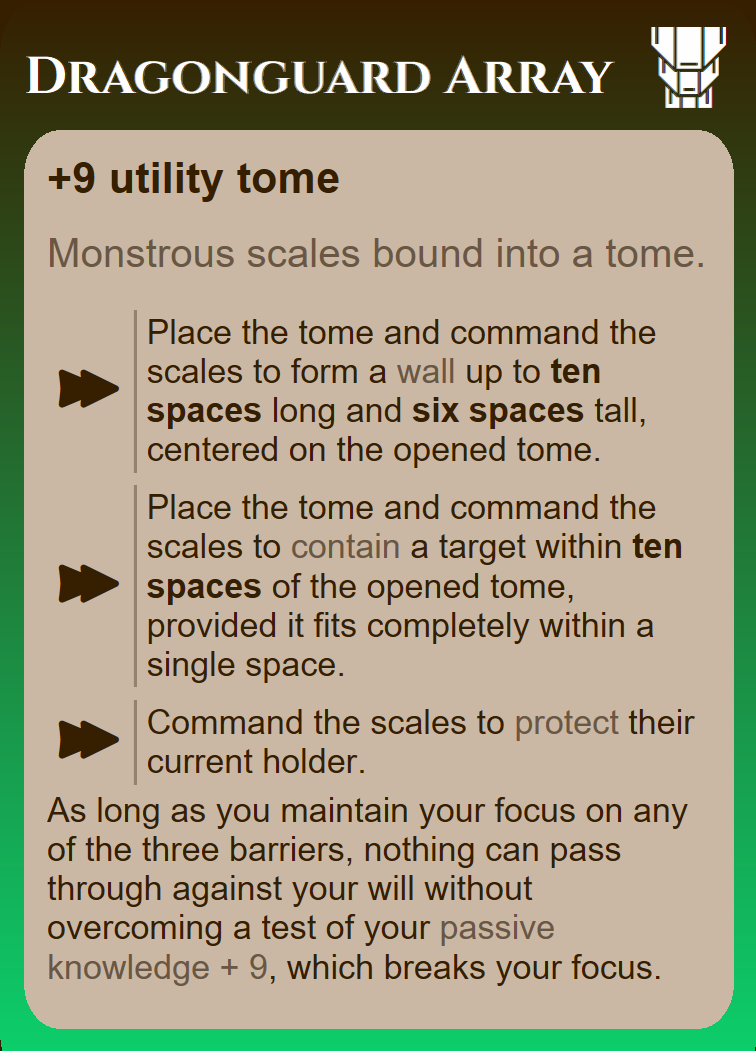 Dragonguard Array
+9 utility tome
Monstrous scales bound into a tome.
Place the tome and command the
scales to form a wall up to ten
spaces long and six spaces tall,
centered on the opened tome.
Place the tome and command the
scales to contain a target within ten
spaces of the opened tome,
provided it fits completely within a
single space.
Command the scales to protect their
current holder.
As long as you maintain your focus on any
of the three barriers, nothing can pass
through against your will without
overcoming a test of your passive
knowledge + 9, which breaks your focus.